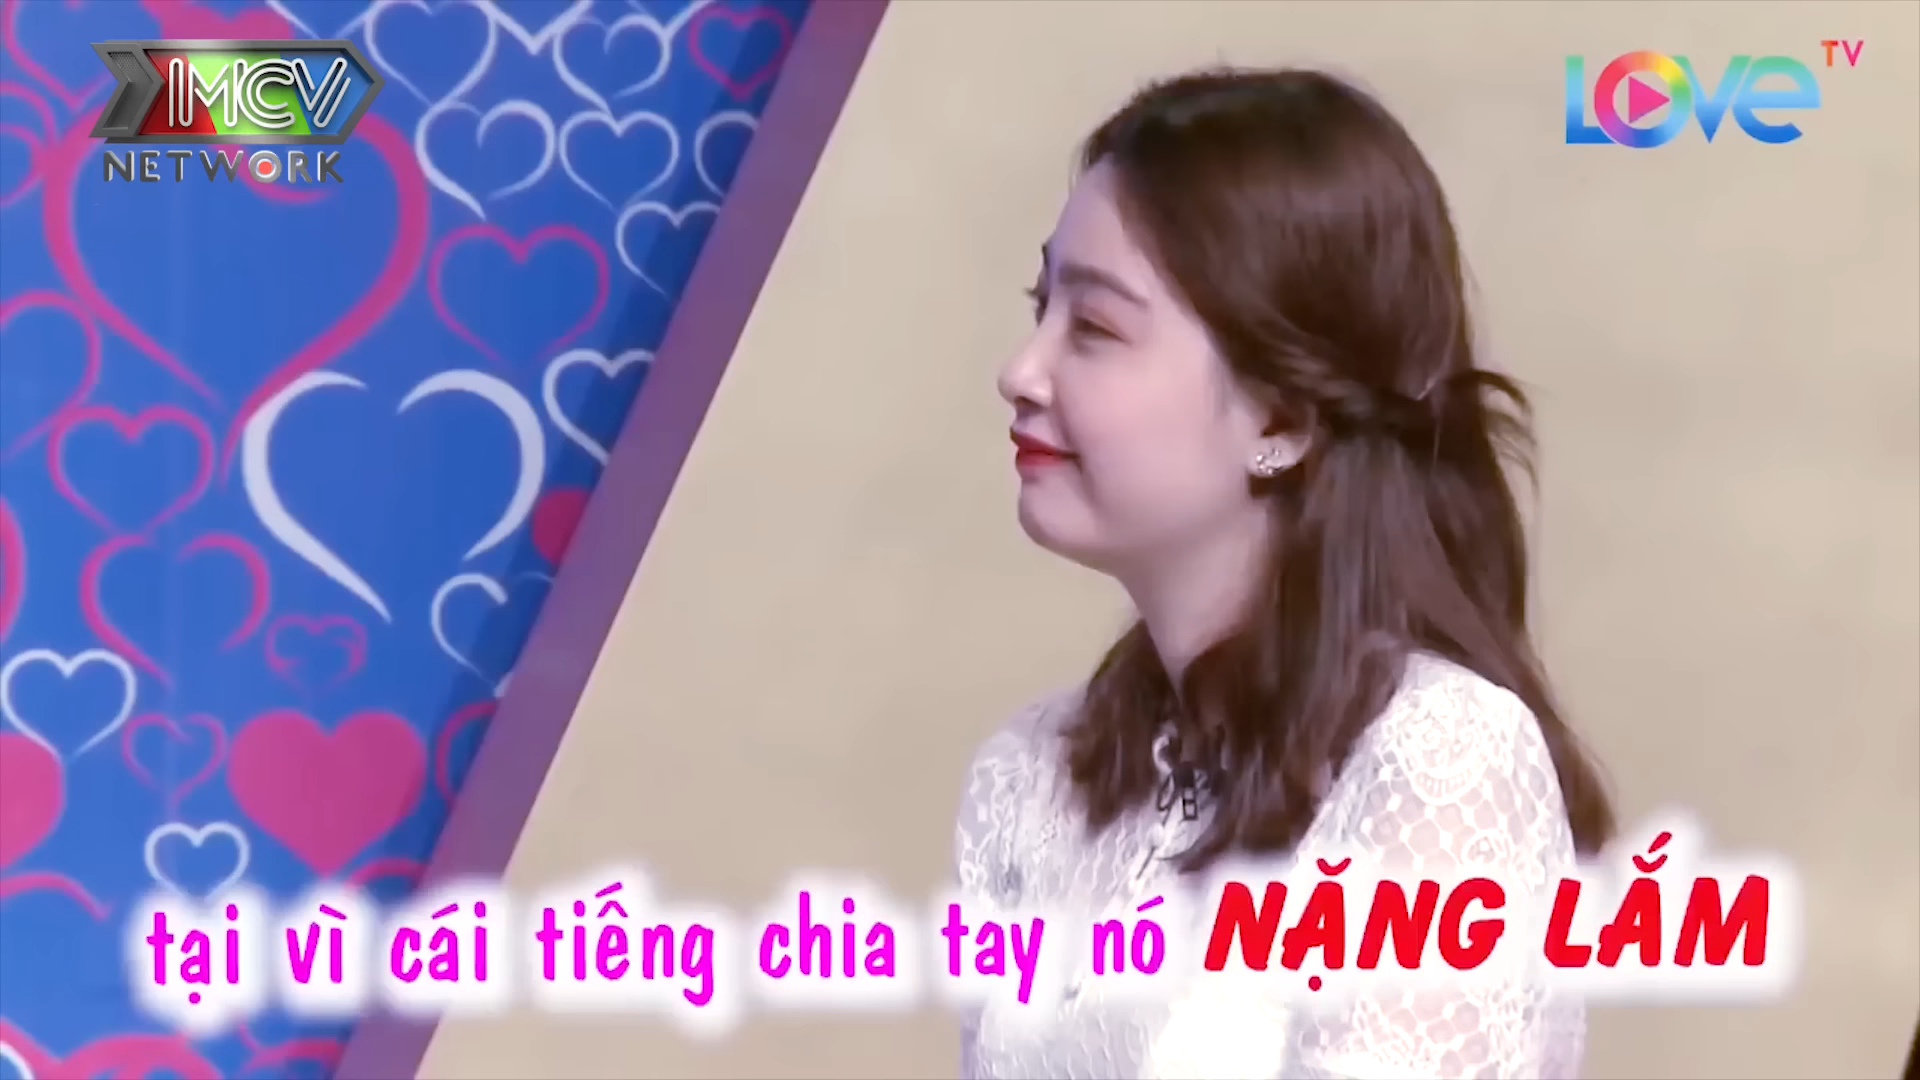 MCV
NETWORK
LOVE TV
tại vì cái tiếng chia tay nó NẶNG LẮM